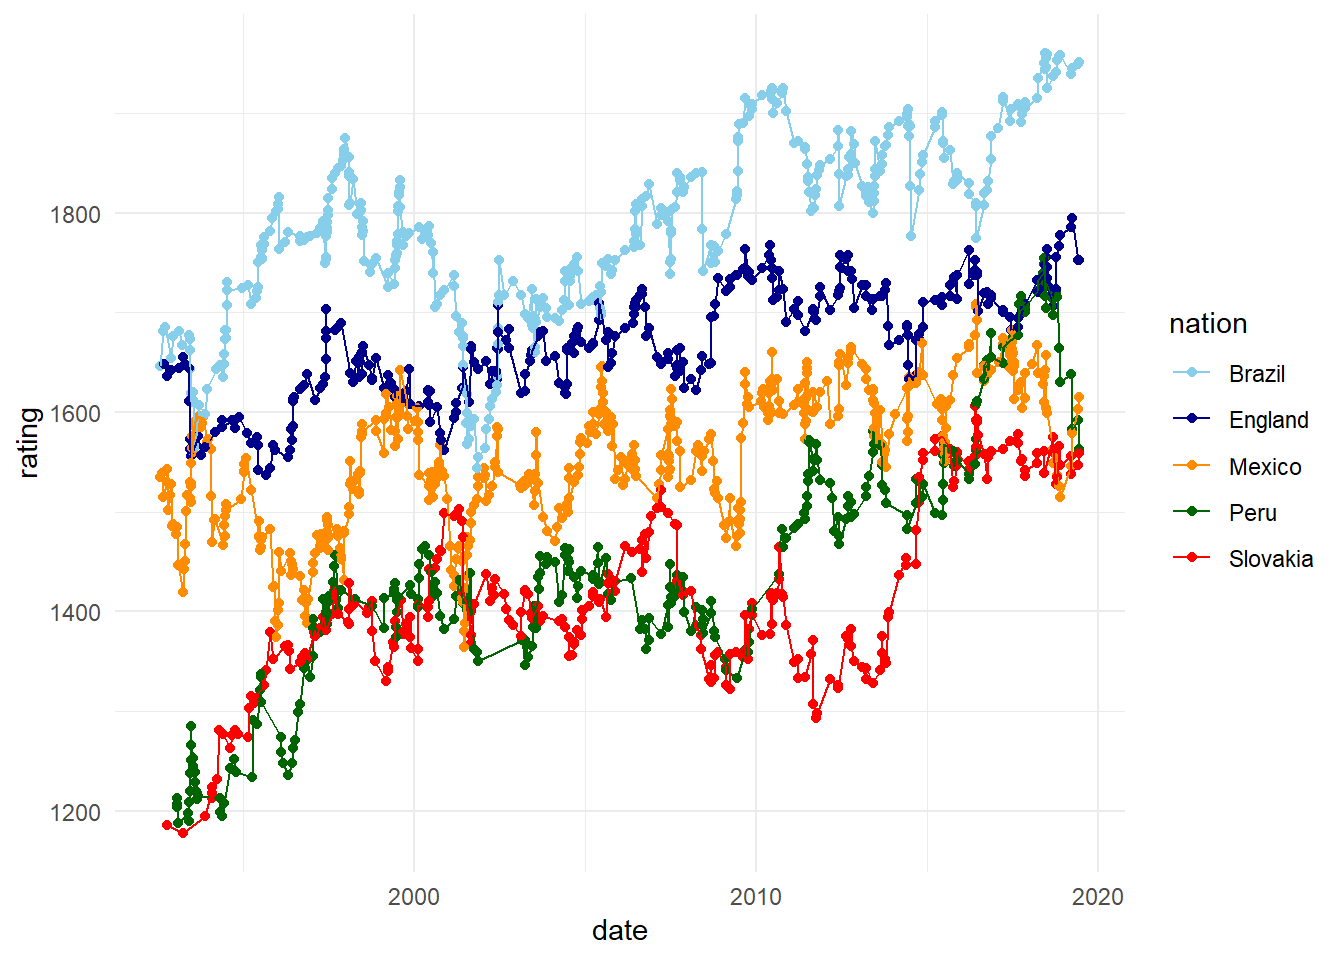 rating
1800
1600
1400
1200
2000
2010
2020
date
nation
Brazil
England
Mexico
Peru
Slovakia